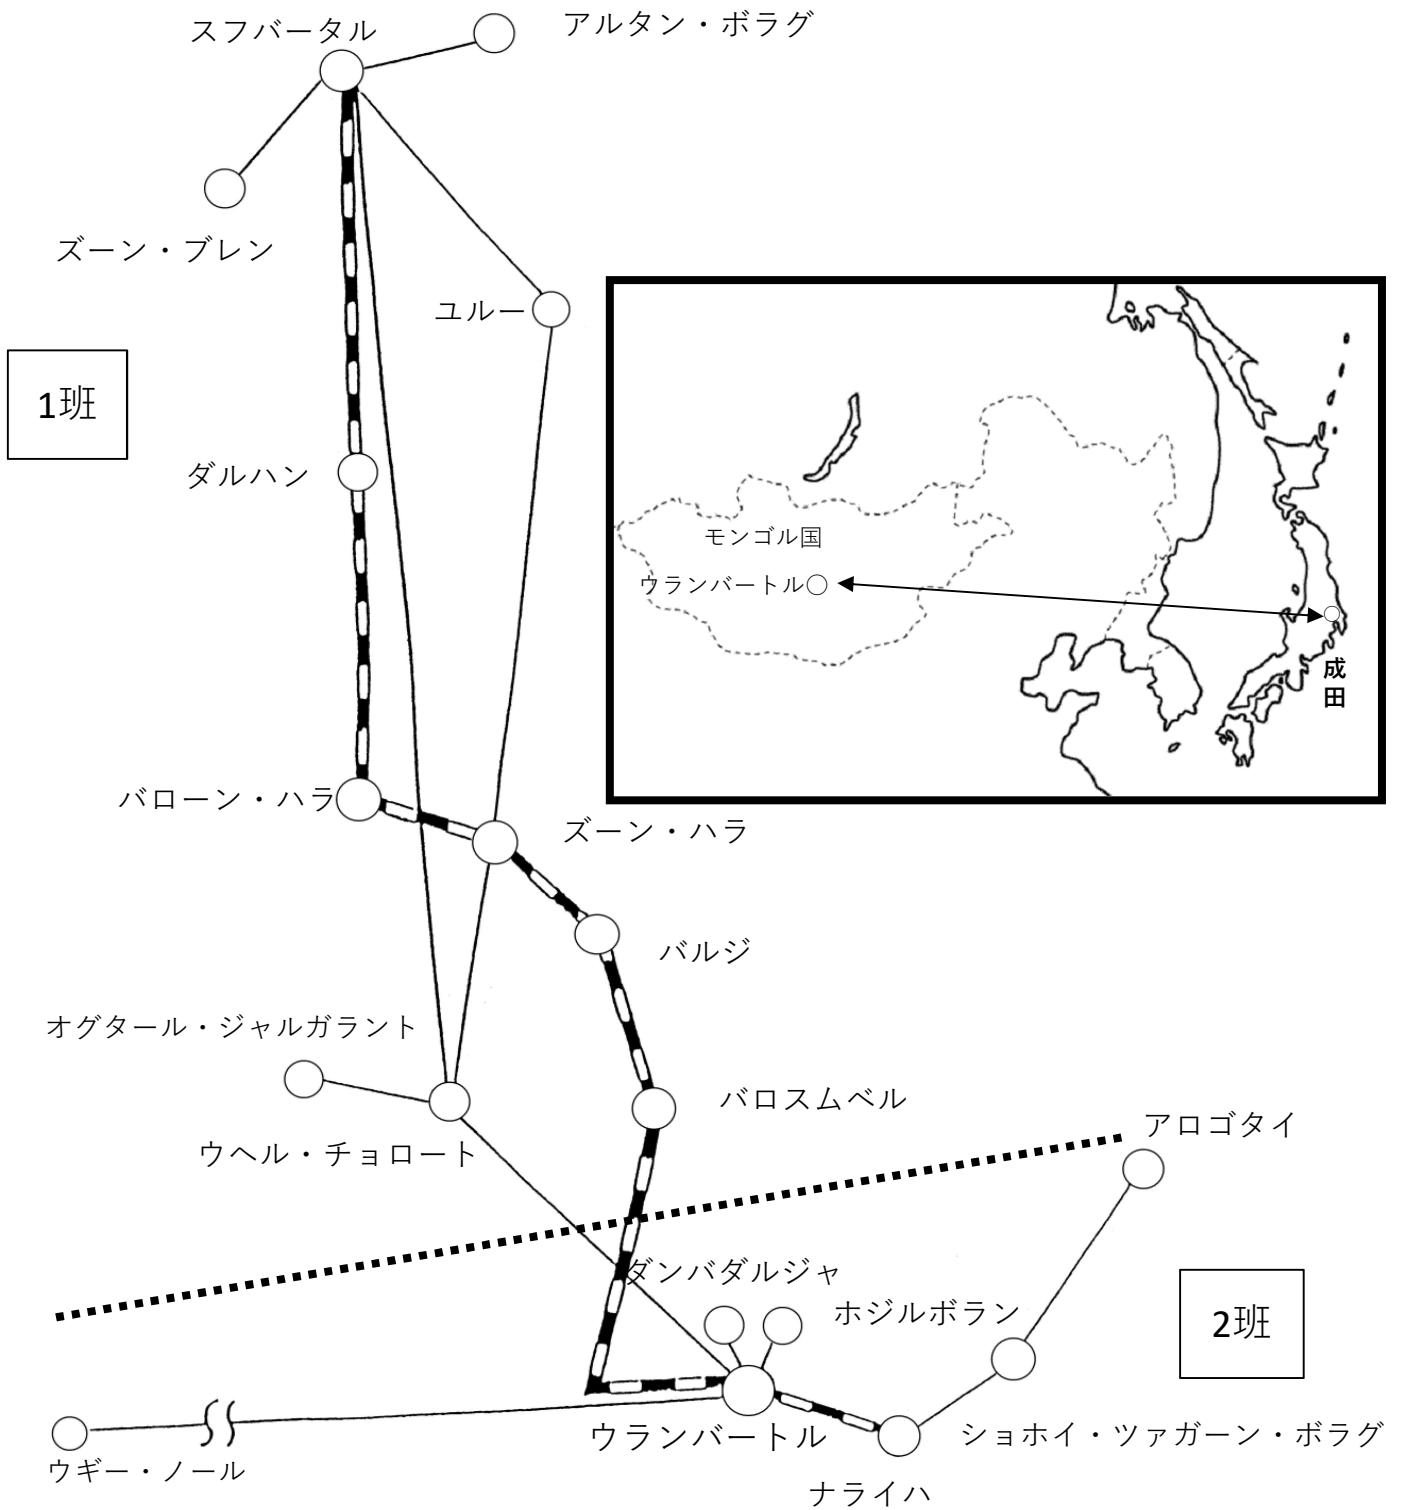 スフバータル
アルタン・ボラグ
ズーン・ブレン
ユルー
1班
ダルハン
モンゴル国
ウランバートル
成田
バローン・ハラ
ズーン・ハラ
バルジ
オグタール・ジャルガラント
バロスムベル
アロゴタイ
ウヘル・チョロート
ダンバダルジャ
ホジルボラン
2班
ウランバートル
ショホイ・ツァガーン・ボラグ
ウギー・ノール
ナライハ